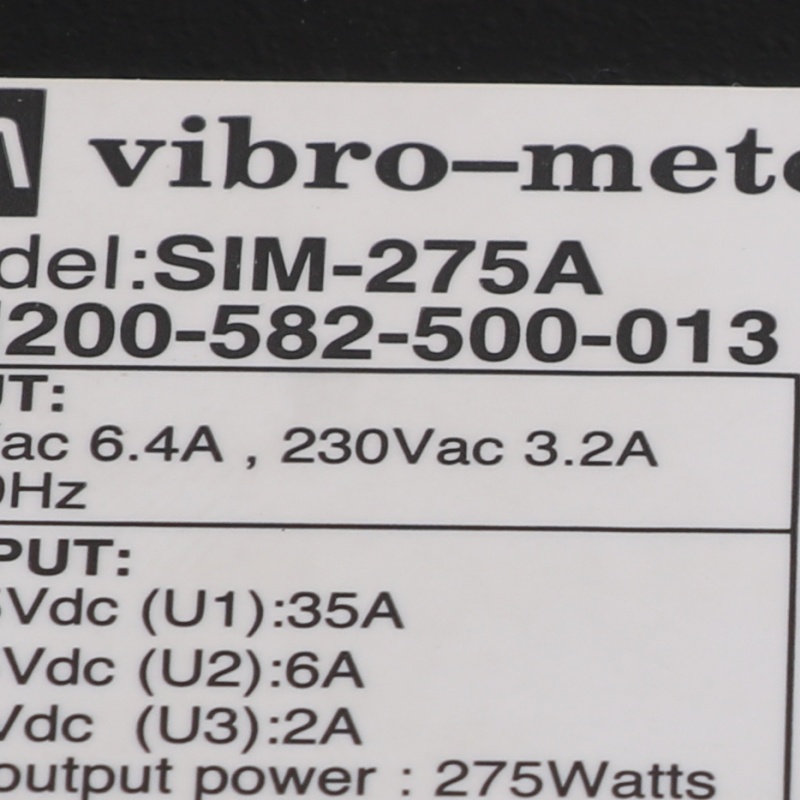 vibro-mete
del:SIM-275A
200-582-500-013
UT:
ac 6.4A , 230Vac 3.2A
Hz
PUT:
Vdc (U1):35A
Vdc (U2):6A
Vdc (U3):2A
output power : 275Watts